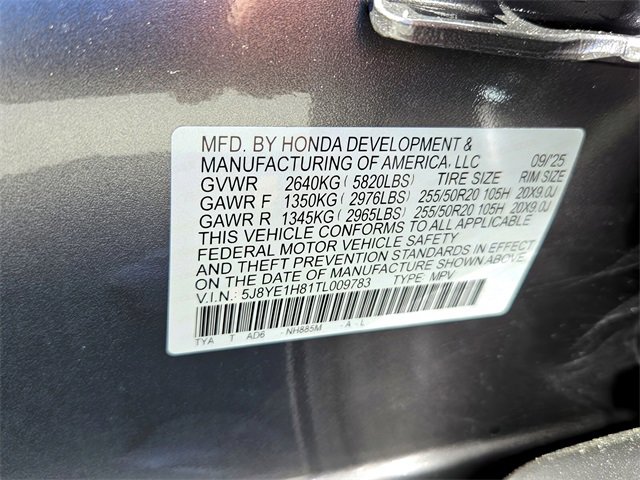 MFD. BY HONDA DEVELOPMENT &
MANUFACTURING OF AMERICA, LLC 09/'25
GVWR 2640KG ( 5820LBS) TIRE SIZE RIM SIZE
GAWR F 1350KG ( 2976LBS) 255/50R20 105H 20X9.0J
GAWR R 1345KG ( 2965LBS) 255/50R20 105H 20X9.0J
THIS VEHICLE CONFORMS TO ALL APPLICABLE
FEDERAL MOTOR VEHICLE SAFETY
AND THEFT PREVENTION STANDARDS IN EFFECT
ON THE DATE OF MANUFACTURE SHOWN ABOVE.
V.I.N.: 5J8YE1H81TL009783 TYPE: MPV
TYA T AD6 - NH885M - A - L